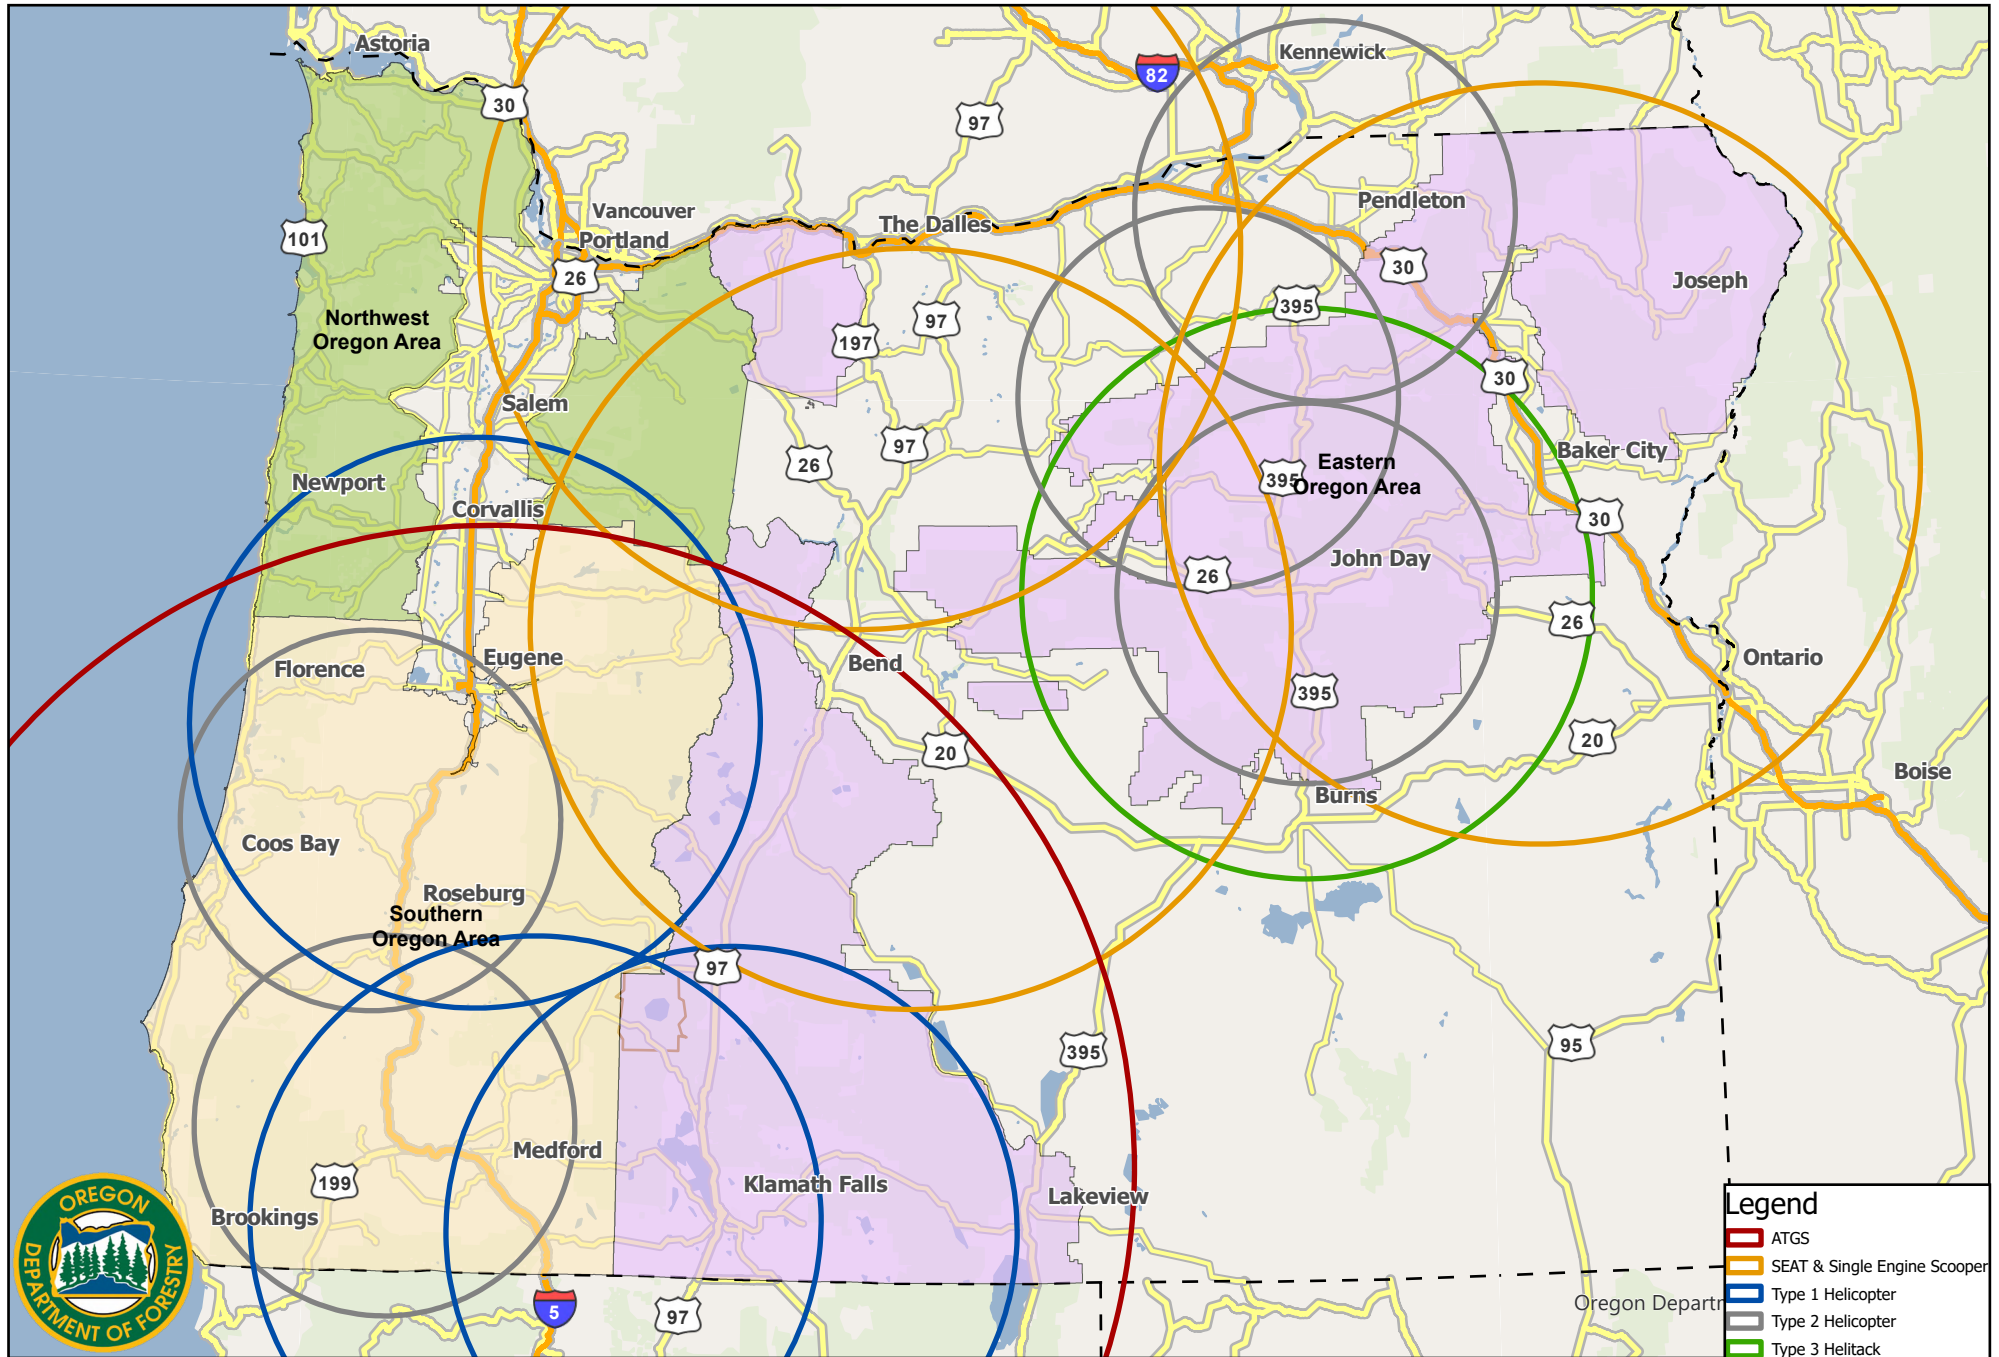 Astoria
Kennewick
82
30
97
101
Vancouver
Portland
The Dalles
Pendleton
26
30
Joseph
Northwest
Oregon Area
395
97
197
30
Salem
97
26
Baker City
Eastern
Oregon Area
395
Newport
Corvallis
30
John Day
26
26
Florence
Eugene
Bend
Ontario
395
20
20
Boise
Burns
Coos Bay
Roseburg
Southern
Oregon Area
97
395
95
Medford
199
Klamath Falls
Lakeview
Brookings
5
97
OREGON
DEPARTMENT OF FORESTRY
Legend
ATGS
SEAT & Single Engine Scooper
Type 1 Helicopter
Type 2 Helicopter
Type 3 Helitack
Oregon Departm